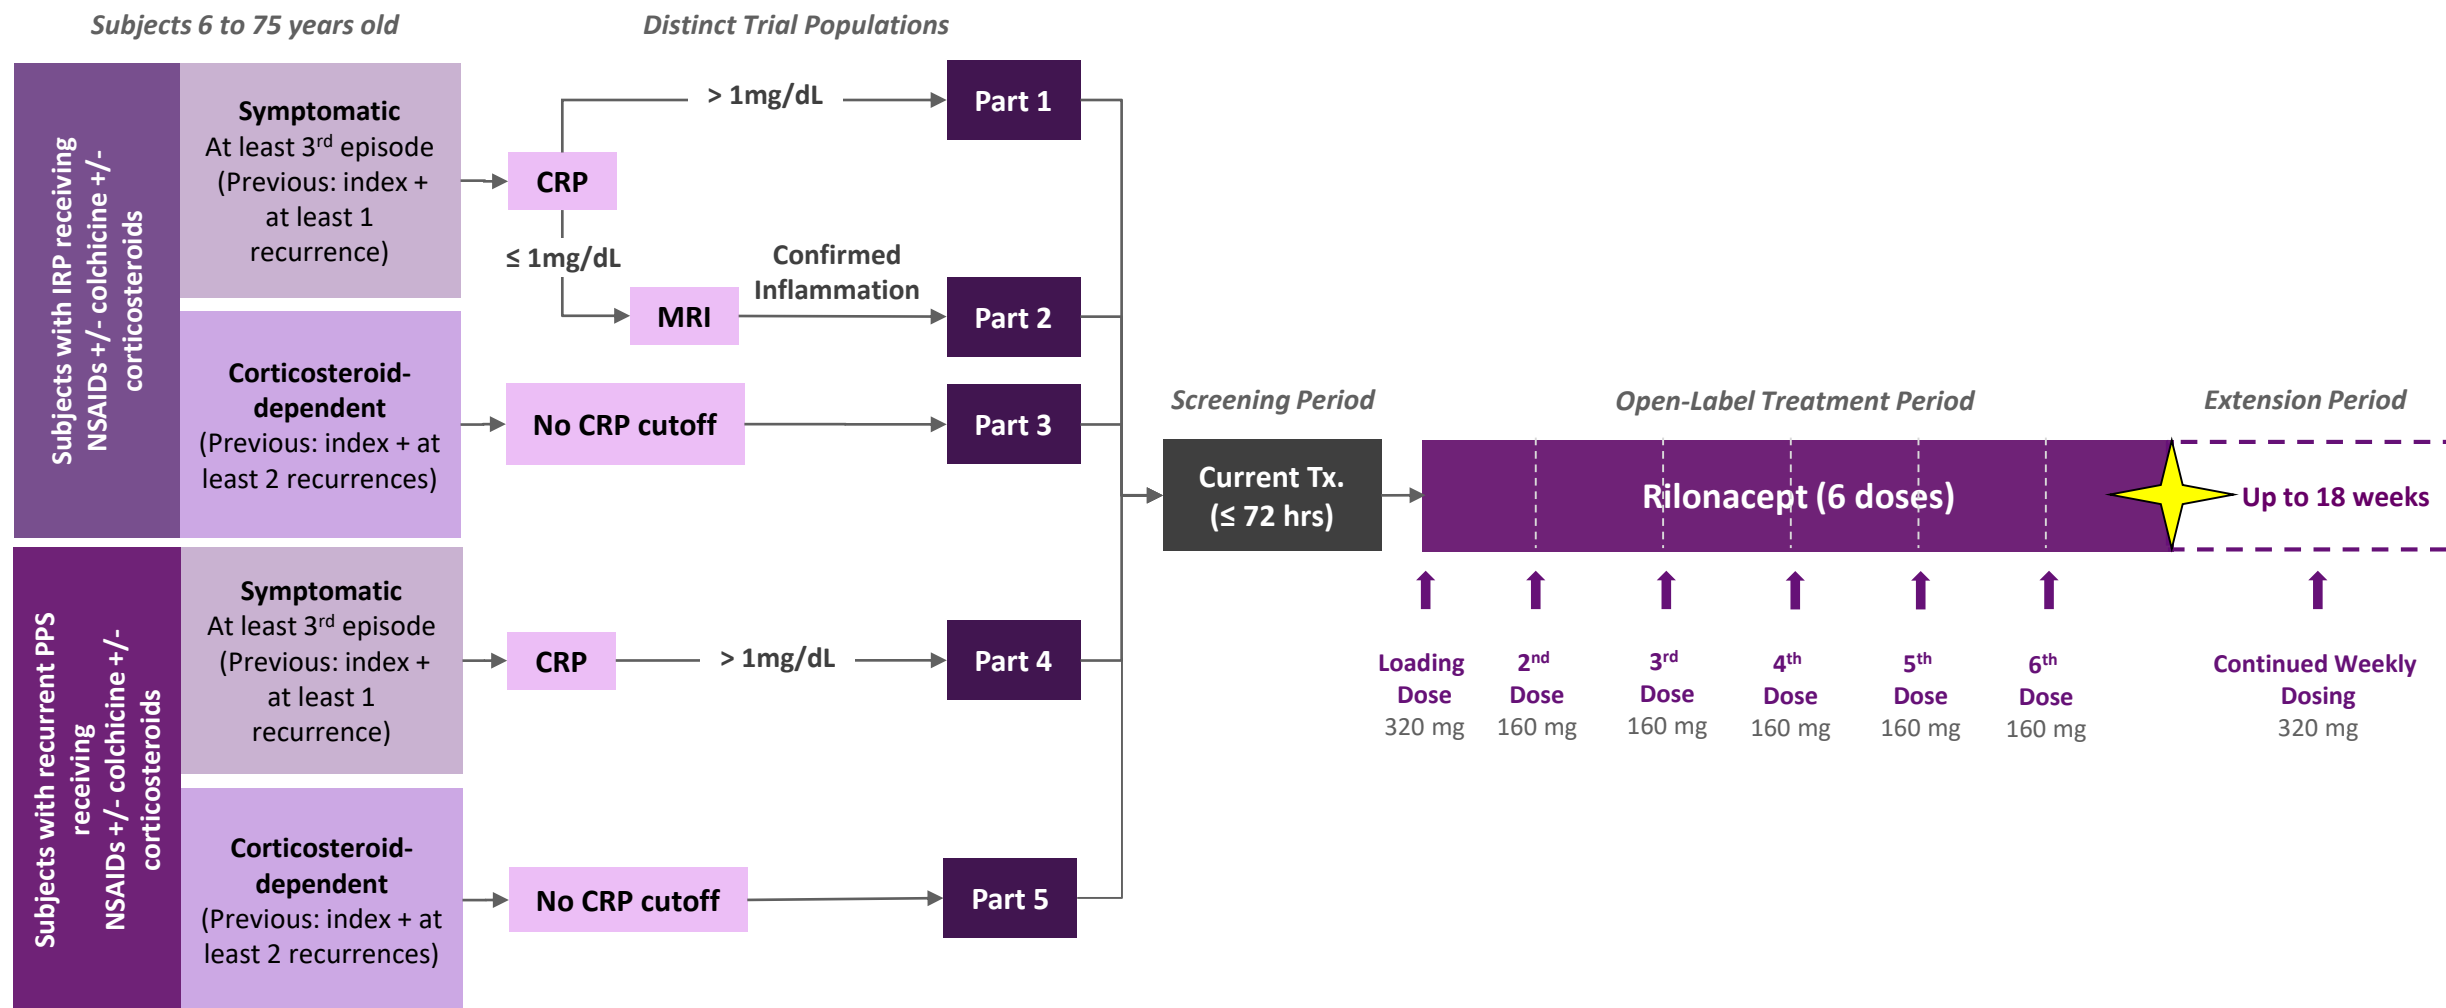 Subjects 6 to 75 years old
Distinct Trial Populations
Subjects with IRP receiving
NSAIDs +/- colchicine +/-
corticosteroids
Symptomatic
At least 3rd episode
(Previous: index +
at least 1
recurrence)
CRP
> 1mg/dL
Part 1
≤ 1mg/dL
MRI
Confirmed
Inflammation
Part 2
Corticosteroid-
dependent
(Previous: index + at
least 2 recurrences)
No CRP cutoff
Part 3
Subjects with recurrent PPS
receiving
NSAIDs +/- colchicine +/-
corticosteroids
Symptomatic
At least 3rd episode
(Previous: index +
at least 1
recurrence)
CRP
> 1mg/dL
Part 4
Corticosteroid-
dependent
(Previous: index + at
least 2 recurrences)
No CRP cutoff
Part 5
Screening Period
Current Tx.
(≤ 72 hrs)
Open-Label Treatment Period
Rilonacept (6 doses)
Extension Period
Up to 18 weeks
Loading
Dose
320 mg
2nd
Dose
160 mg
3rd
Dose
160 mg
4th
Dose
160 mg
5th
Dose
160 mg
6th
Dose
160 mg
Continued Weekly
Dosing
320 mg